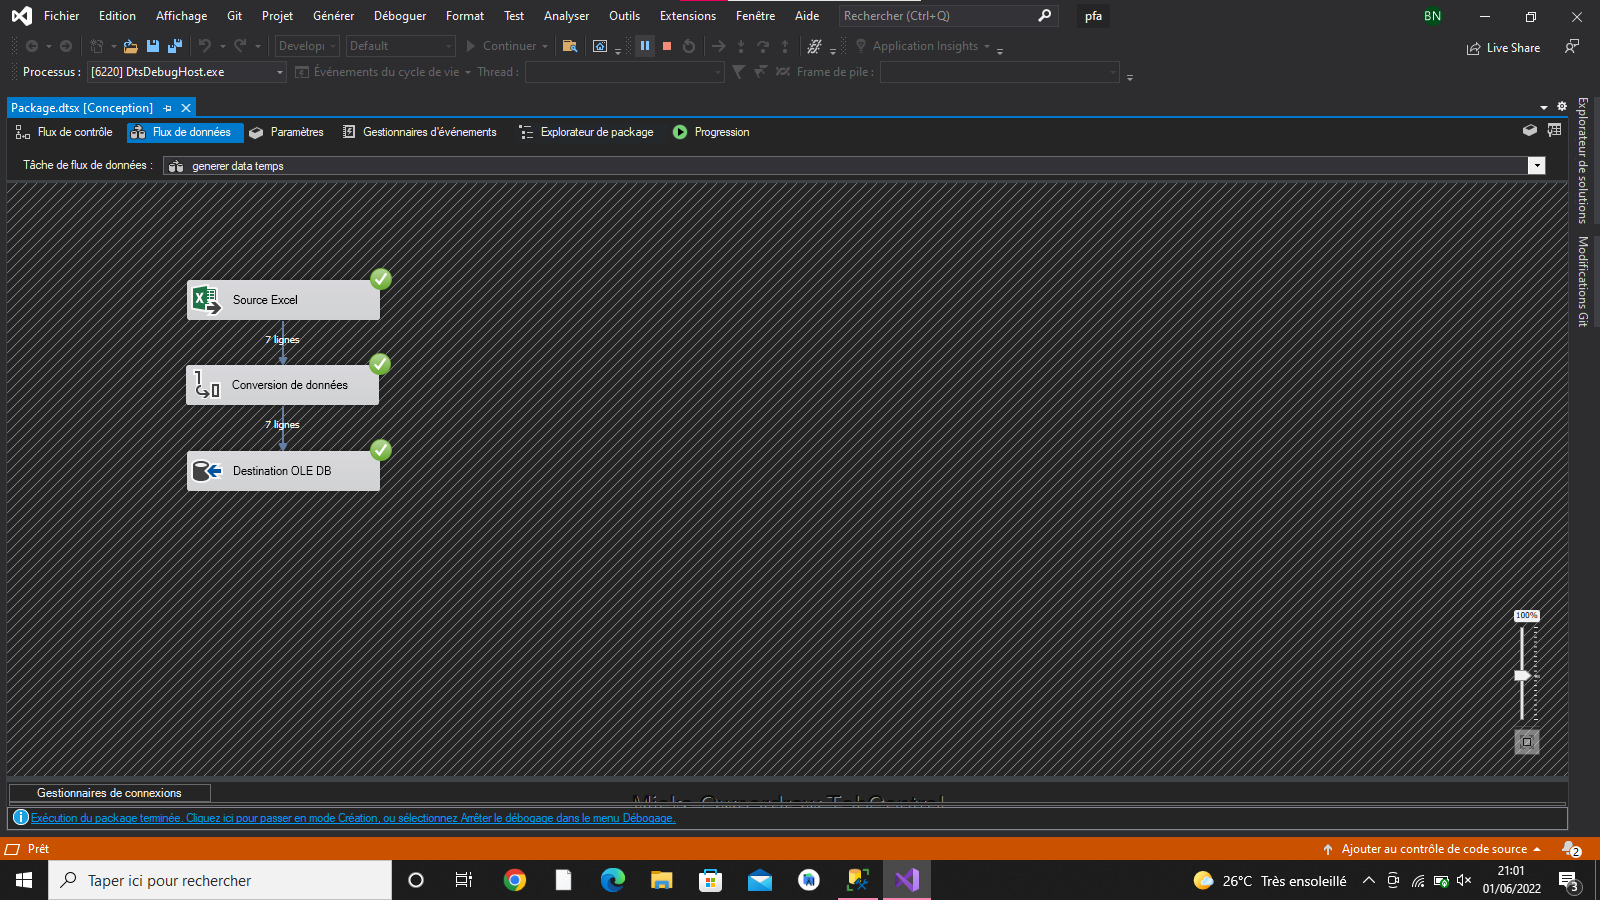 Fichier Edition Affichage Git Projet Générer Déboguer Format Test Analyser Outils Extensions Fenêtre Aide Rechercher (Ctrl+Q) pfa BN
Developi Default Continuer Application Insights Live Share
Processus : [6220] DtsDebugHost.exe Événements du cycle de vie Thread : Frame de pile :
Package.dtsx [Conception]
Flux de contrôle Flux de données Paramètres Gestionnaires d'événements Explorateur de package Progression
Tâche de flux de données : generer data temps
Explorateur de solutions
Modifications Git
Source Excel
7 lignes
Conversion de données
7 lignes
Destination OLE DB
100%
Gestionnaires de connexions
Exécution du package terminée. Cliquez ici pour passer en mode Création, ou sélectionnez Arrêter le débogage dans le menu Débogage.
Prêt Ajouter au contrôle de code source 2
Taper ici pour rechercher 26°C Très ensoleillé 21:01
01/06/2022 3